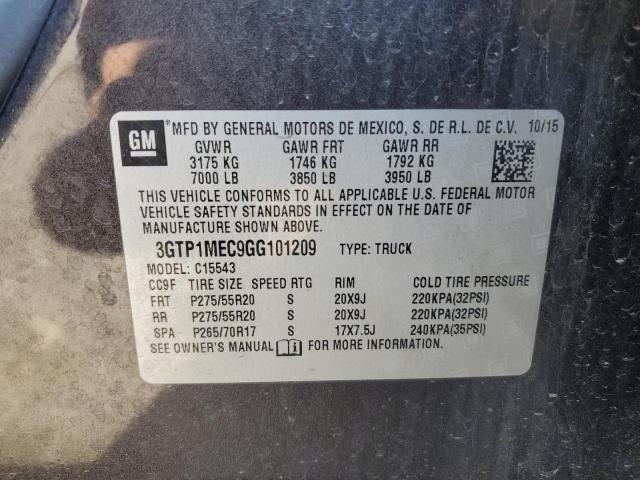 GM
*MFD BY GENERAL MOTORS DE MEXICO, S. DE R.L. DE C.V. 10/15
GVWR GAWR FRT GAWR RR
3175 KG 1746 KG 1792 KG
7000 LB 3850 LB 3950 LB
THIS VEHICLE CONFORMS TO ALL APPLICABLE U.S. FEDERAL MOTOR
VEHICLE SAFETY STANDARDS IN EFFECT ON THE DATE OF
MANUFACTURE SHOWN ABOVE.
3GTP1MEC9GG101209 TYPE: TRUCK
MODEL: C15543
CC9F TIRE SIZE SPEED RTG RIM COLD TIRE PRESSURE
FRT P275/55R20 S 20X9J 220KPA(32PSI)
RR P275/55R20 S 20X9J 220KPA(32PSI)
SPA P265/70R17 S 17X7.5J 240KPA(35PSI)
SEE OWNER'S MANUAL FOR MORE INFORMATION.